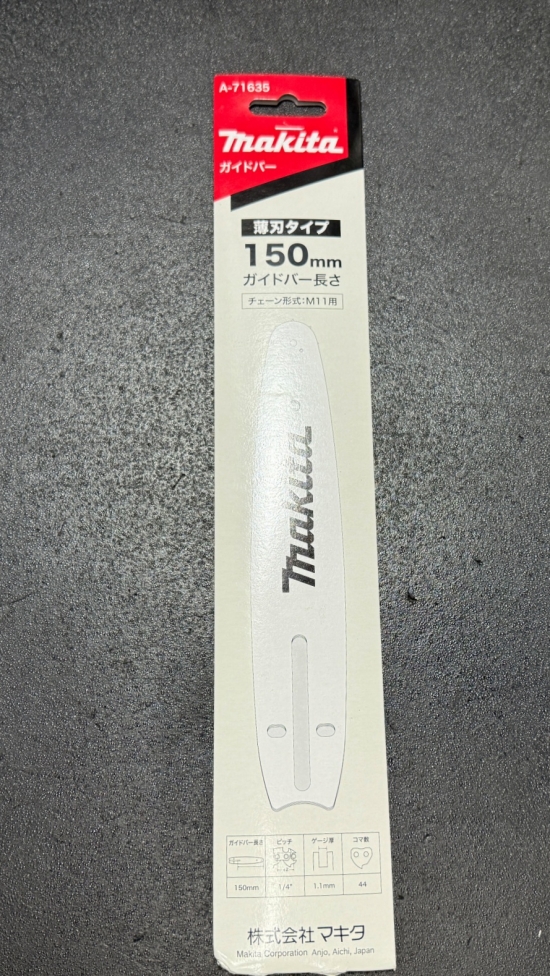 A-71635
makita
ガイドバー
薄刃タイプ
150mm
ガイドバー長さ
チェーン形式:M11用
makita
ガイドバー長さ ピッチ ゲージ厚 コマ数
150mm 1/4" 1.1mm 44
株式会社マキタ
Makita Corporation Anjo, Aichi, Japan